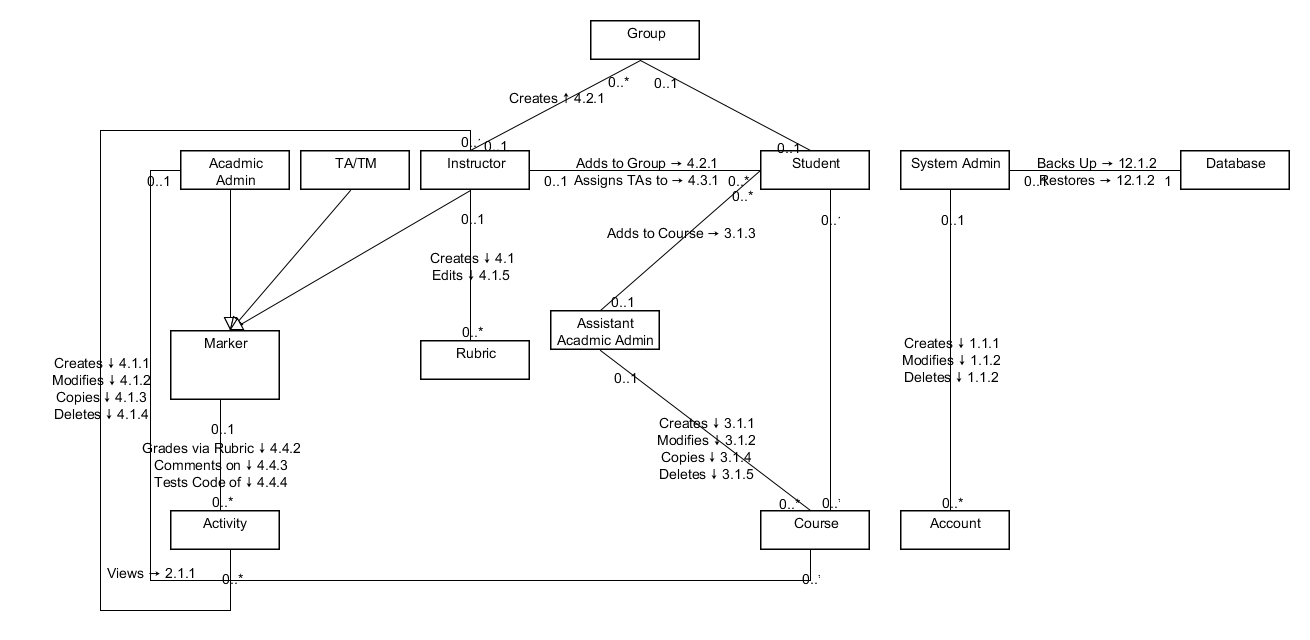 Group
0..*
0..1
Creates ↑ 4.2.1
0..
0..1
0..1
Acadmic
Admin
TA/TM
Instructor
Adds to Group → 4.2.1
Student
System Admin
Backs Up → 12.1.2
Database
0..1
0..1
Assigns TAs to → 4.3.1
0..*
0..1
Restores → 12.1.2
1
0..*
0..1
0..
0..1
Adds to Course → 3.1.3
Creates ↓ 4.1
Edits ↓ 4.1.5
0..1
0..*
Assistant
Acadmic Admin
Marker
Rubric
Creates ↓ 1.1.1
Modifies ↓ 1.1.2
Deletes ↓ 1.1.2
Creates ↓ 4.1.1
Modifies ↓ 4.1.2
Copies ↓ 4.1.3
Deletes ↓ 4.1.4
0..1
0..1
Grades via Rubric ↓ 4.4.2
Comments on ↓ 4.4.3
Tests Code of ↓ 4.4.4
Creates ↓ 3.1.1
Modifies ↓ 3.1.2
Copies ↓ 3.1.4
Deletes ↓ 3.1.5
0..*
0..*
0..
0..*
Activity
Course
Account
Views → 2.1.1
0..*
0..